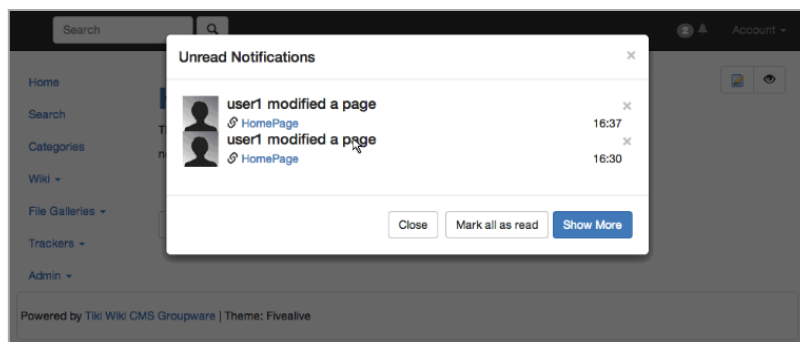 Search
2
Account
Unread Notifications
×
Home
user1 modified a page
×
HomePage
16:37
Search
user1 modified a page
×
HomePage
16:30
Categories
Wiki
File Galleries
Close
Mark all as read
Show More
Trackers
Admin
Powered by Tiki Wiki CMS Groupware | Theme: Fivealive